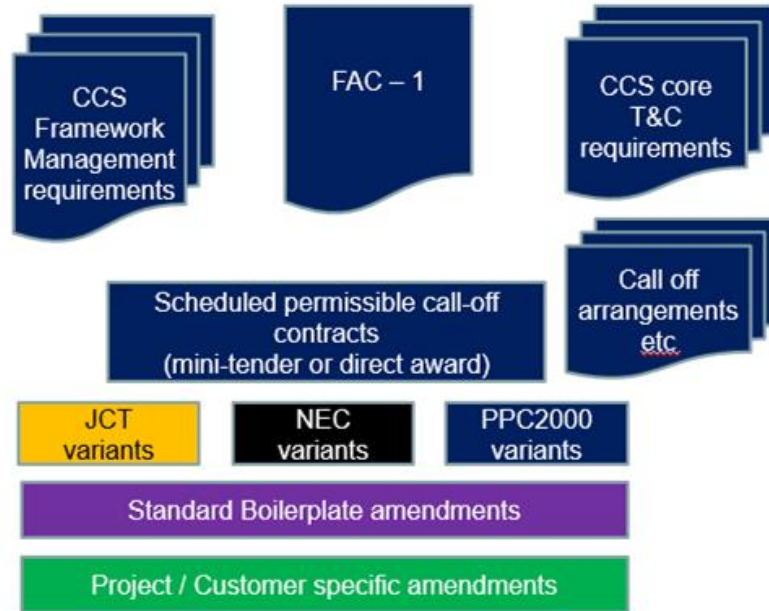 CCS
Framework
Management
requirements
FAC – 1
CCS core
T&C
requirements
Call off
arrangements
etc
Scheduled permissible call-off
contracts
(mini-tender or direct award)
JCT
variants
NEC
variants
PPC2000
variants
Standard Boilerplate amendments
Project / Customer specific amendments